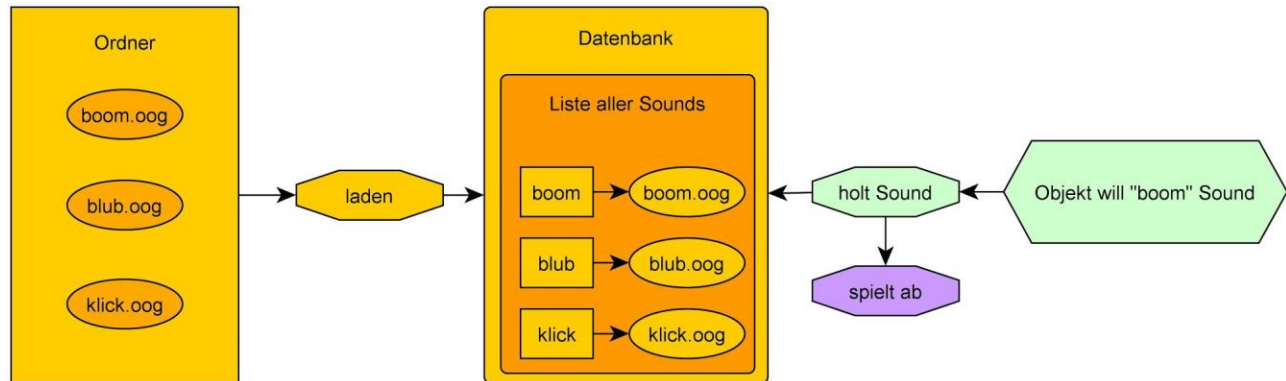 Ordner
boom.oog
blub.oog
klick.oog
laden
Datenbank
Liste aller Sounds
boom
boom.oog
blub
blub.oog
klick
klick.oog
holt Sound
spielt ab
Objekt will "boom" Sound